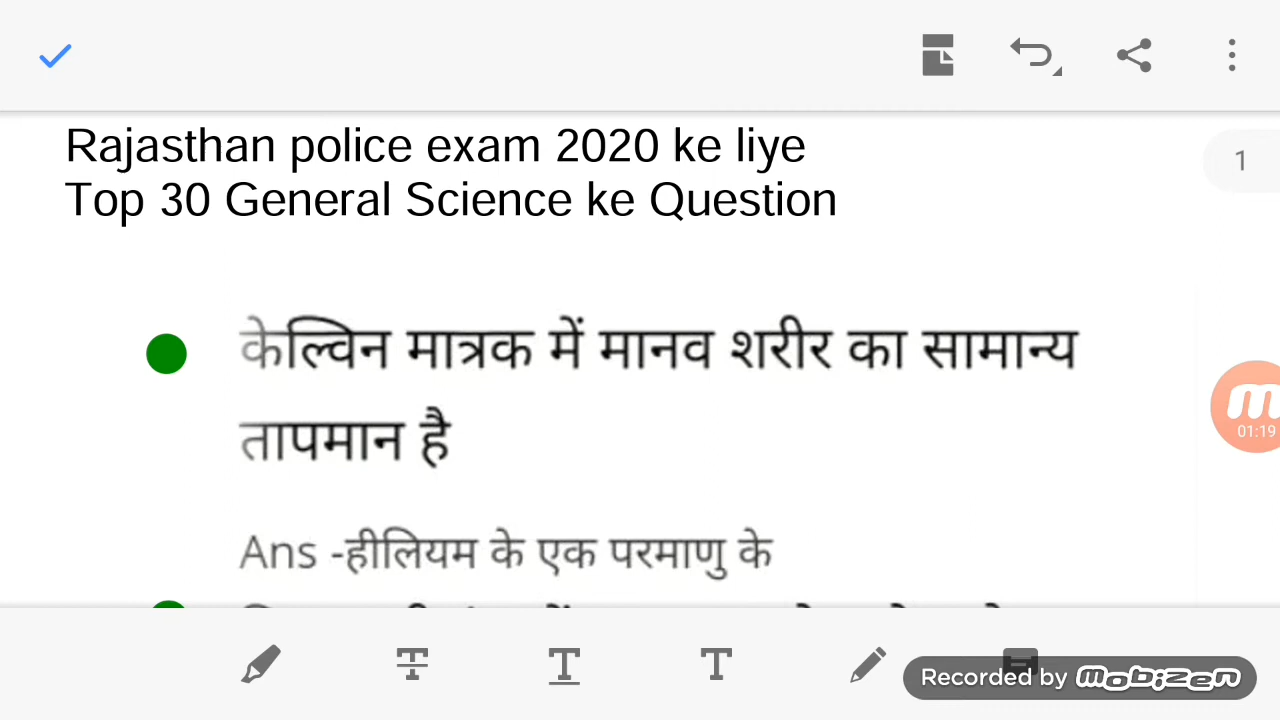 Rajasthan police exam 2020 ke liye
Top 30 General Science ke Question
1
केल्विन मात्रक में मानव शरीर का सामान्य
तापमान है
01:19
Ans -हीलियम के एक परमाणु के
Recorded by mobizen